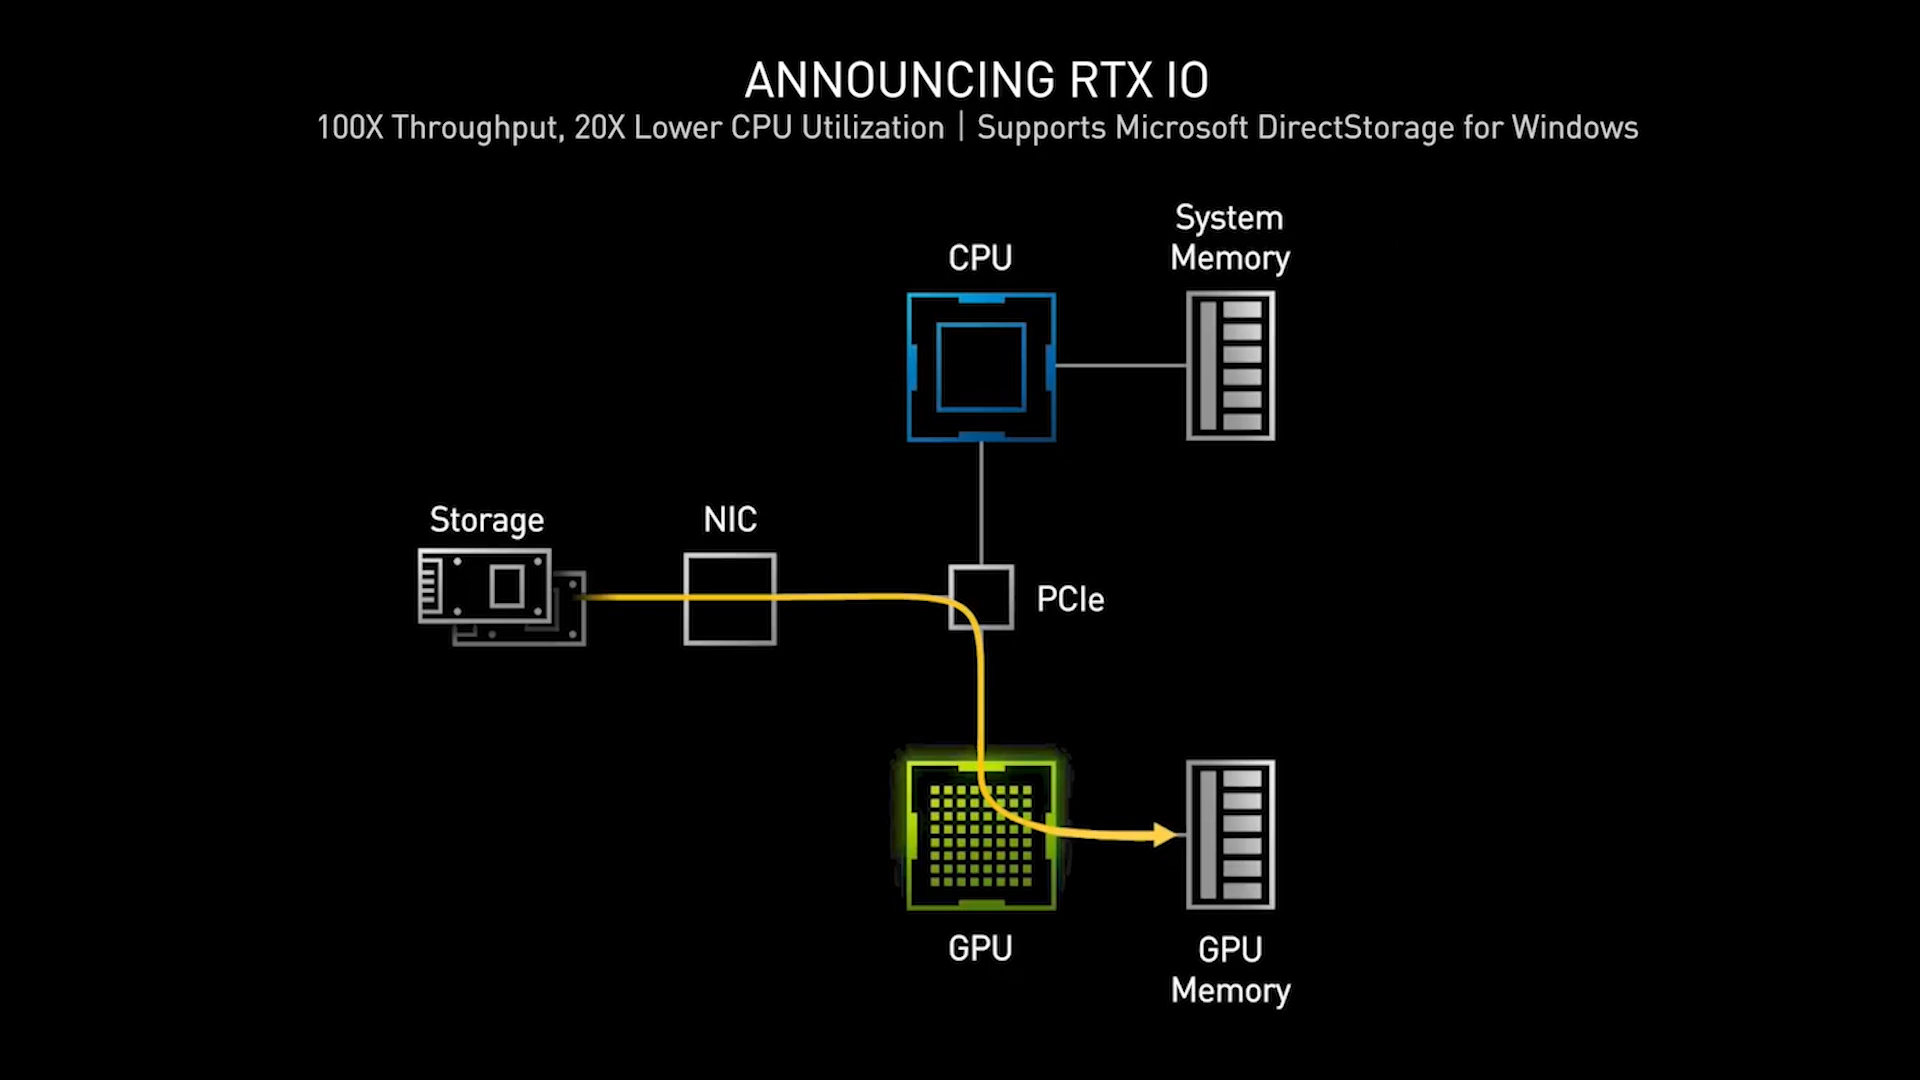 ANNOUNCING RTX IO
100X Throughput, 20X Lower CPU Utilization | Supports Microsoft DirectStorage for Windows
System
Memory
CPU
Storage
NIC
PCIe
GPU
GPU
Memory